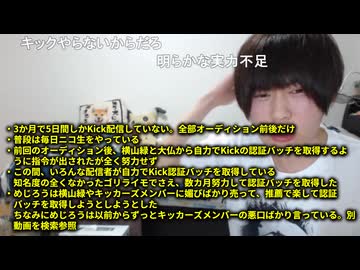 キックやらないからだろ
明らかな実力不足
・3か月で5日間しかKick配信していない。全部オーディション前後だけ
・普段は毎日ニコ生をやっている
・前回のオーディション後、横山緑と大仏から自力でKickの認証バッチを取得するよ
うに指令が出されたが全く努力せず
・この間、いろんな配信者が自力でKick認証バッチを取得している
知名度の全くなかったゴリライモでさえ、数カ月努力して認証バッチを取得した
・めじろうは横山緑やキッカーズメンバーに媚びばかり売って、推薦で楽して認証
バッチを取得しようとしようとした
ちなみにめじろうは以前からずっとキッカーズメンバーの悪口ばかり言っている。別
動画を検索参照